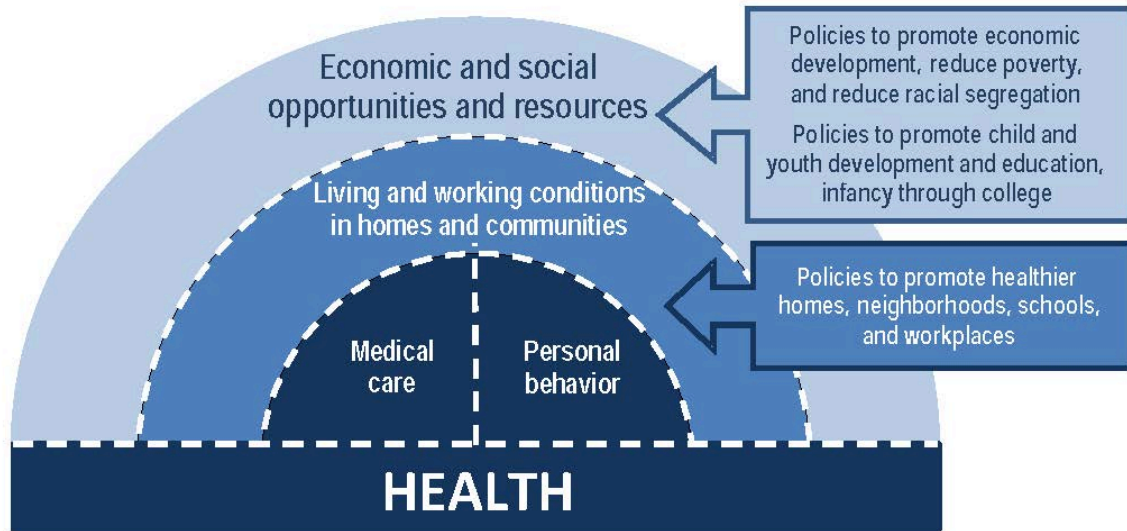 Economic and social
opportunities and resources
Living and working conditions
in homes and communities
Medical
care
Personal
behavior
HEALTH
Policies to promote economic
development, reduce poverty,
and reduce racial segregation
Policies to promote child and
youth development and education,
infancy through college
Policies to promote healthier
homes, neighborhoods, schools,
and workplaces